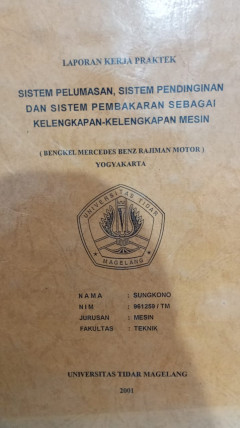 LAPORAN KERJA PRAKTEK
SISTEM PELUMASAN, SISTEM PENDINGINAN
DAN SISTEM PEMBAKARAN SEBAGAI
KELENGKAPAN-KELENGKAPAN MESIN
( BENGKEL MERCEDES BENZ RAJIMAN MOTOR )
YOGYAKARTA
UNIVERSITAS TIDAR
MAGELANG
NAMA : SUNGKONO
NIM : 961259 / TM
JURUSAN : MESIN
FAKULTAS : TEKNIK
UNIVERSITAS TIDAR MAGELANG
2001